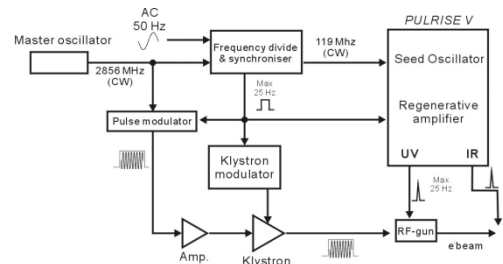 AC
50 Hz
PULRISE V
Master oscillator
Frequency divide
& synchroniser
119 Mhz
(CW)
Seed Oscillator
2856 MHz
(CW)
Max
25 Hz
Regenerative
amplifier
Pulse modulator
UV IR
Klystron
modulator
Max
25 Hz
RF-gun
e beam
Amp.
Klystron